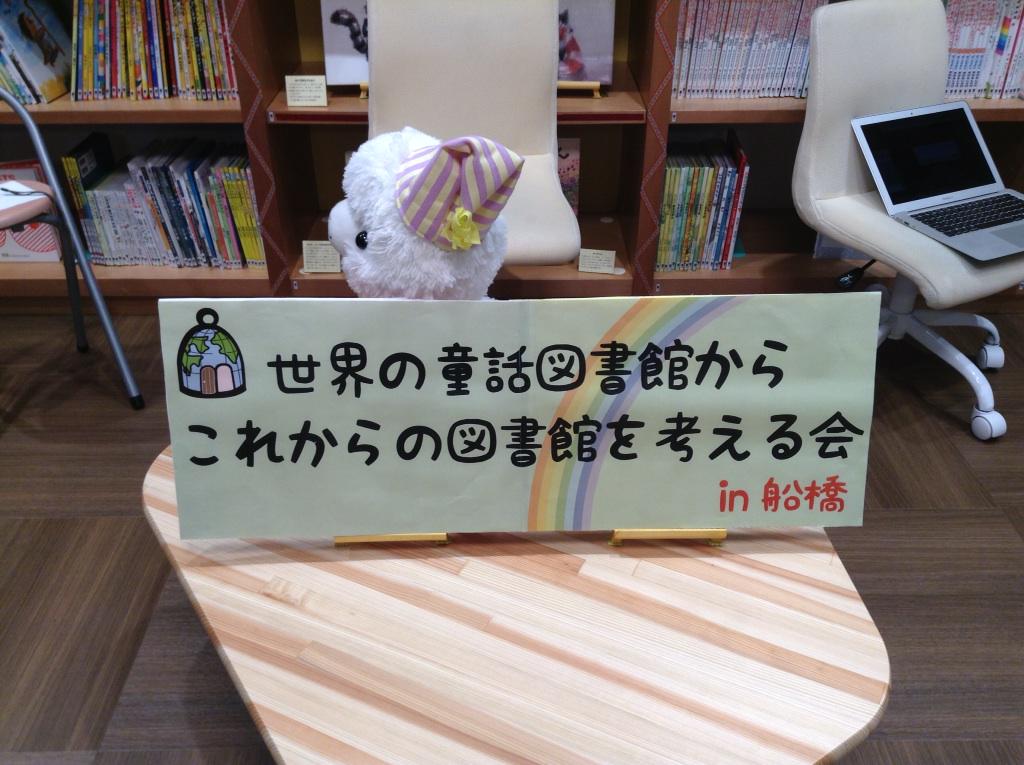 世界の童話図書館から
これからの図書館を考える会
in 船橋